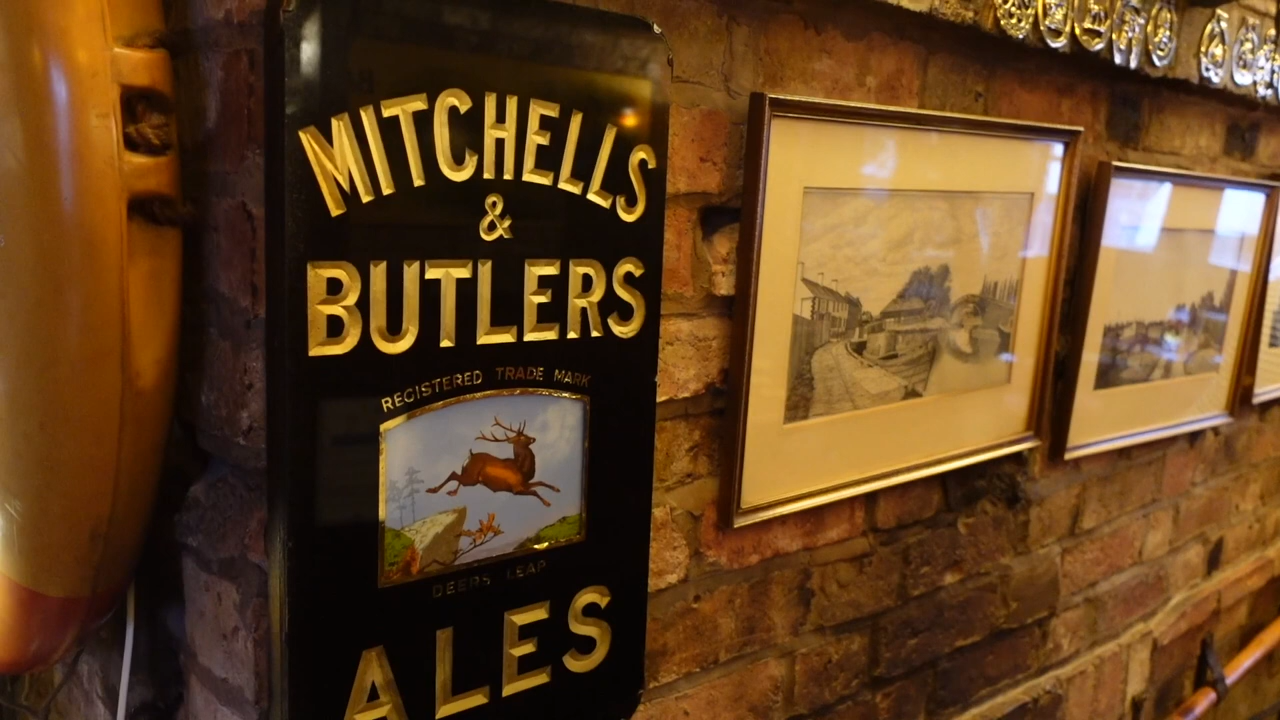 MITCHELLS
&
BUTLERS
REGISTERED TRADE MARK
DEERS LEAP
ALES